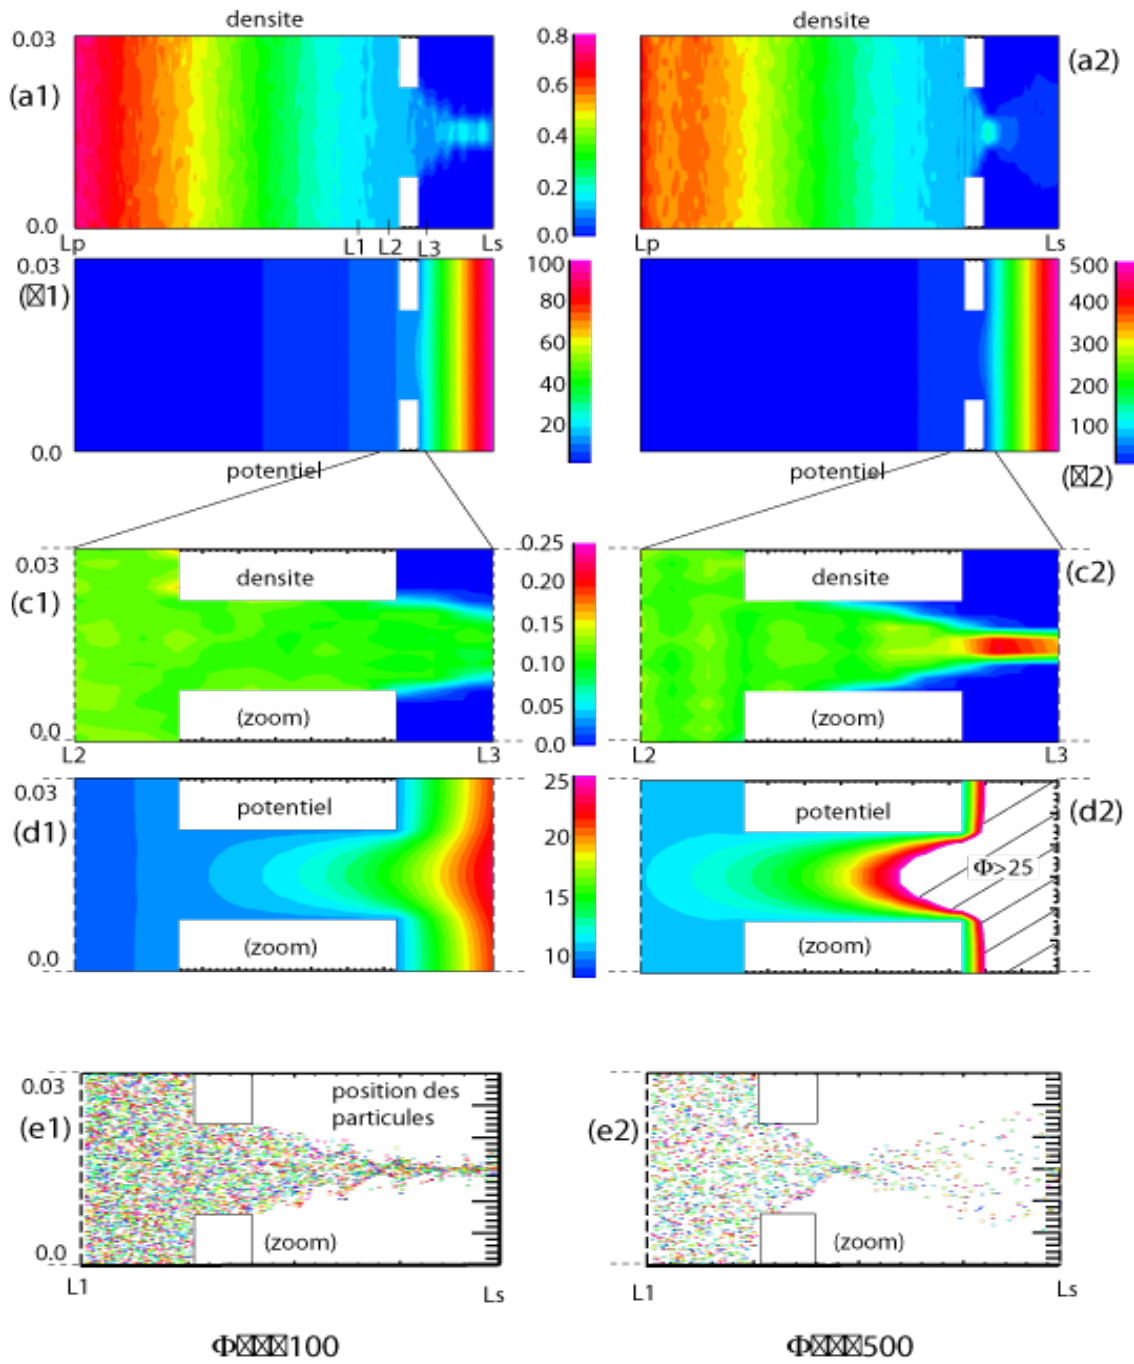 densite
densite
0.03
0.8
(a2)
(a1)
0.6
0.4
0.2
0.0
0.0
Lp
L1
L2
L3
Ls
Lp
Ls
0.03
100
500
(1)
80
400
60
300
40
200
20
100
0.0
potentiel
potentiel
(2)
0.03
0.25
densite
densite
(c2)
(c1)
0.20
0.15
0.10
(zoom)
(zoom)
0.05
0.0
0.0
L2
L3
L2
L3
0.03
25
potentiel
potentiel
(d1)
(d2)
20
Φ>25
15
(zoom)
(zoom)
10
0.0
0.03
position des
particules
(e1)
(e2)
(zoom)
(zoom)
0.0
L1
Ls
L1
Ls
Φ 100
Φ 500